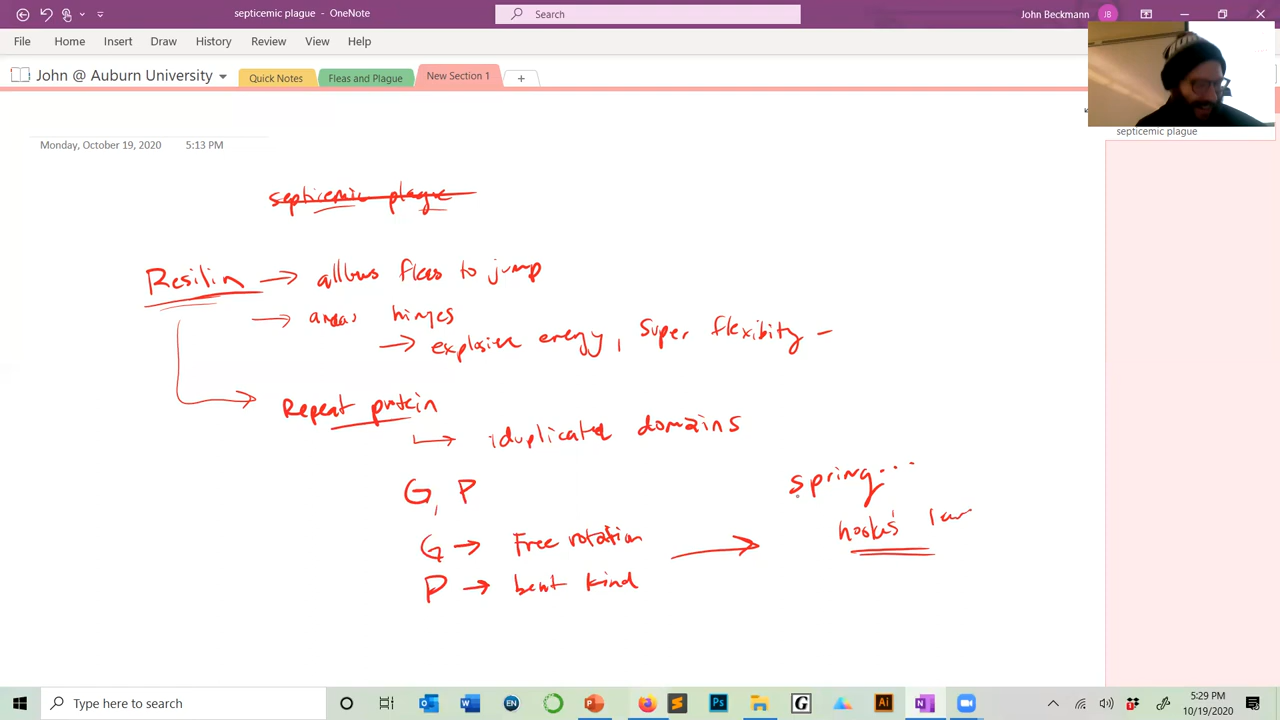 septicemic plague - OneNote
Search
John Beckmann JB
File Home Insert Draw History Review View Help
John @ Auburn University
Quick Notes
Fleas and Plague
New Section 1
septicemic plague
Monday, October 19, 2020 5:13 PM
septicemic plague
Resilin → allows fleas to jump
→ areas hinges
→ explosive energy, super flexibity -
Repeat protein
duplicated domains
G, P
spring...
hooke's law
G → Free rotation
P → bent kind
Type here to search
5:29 PM
10/19/2020